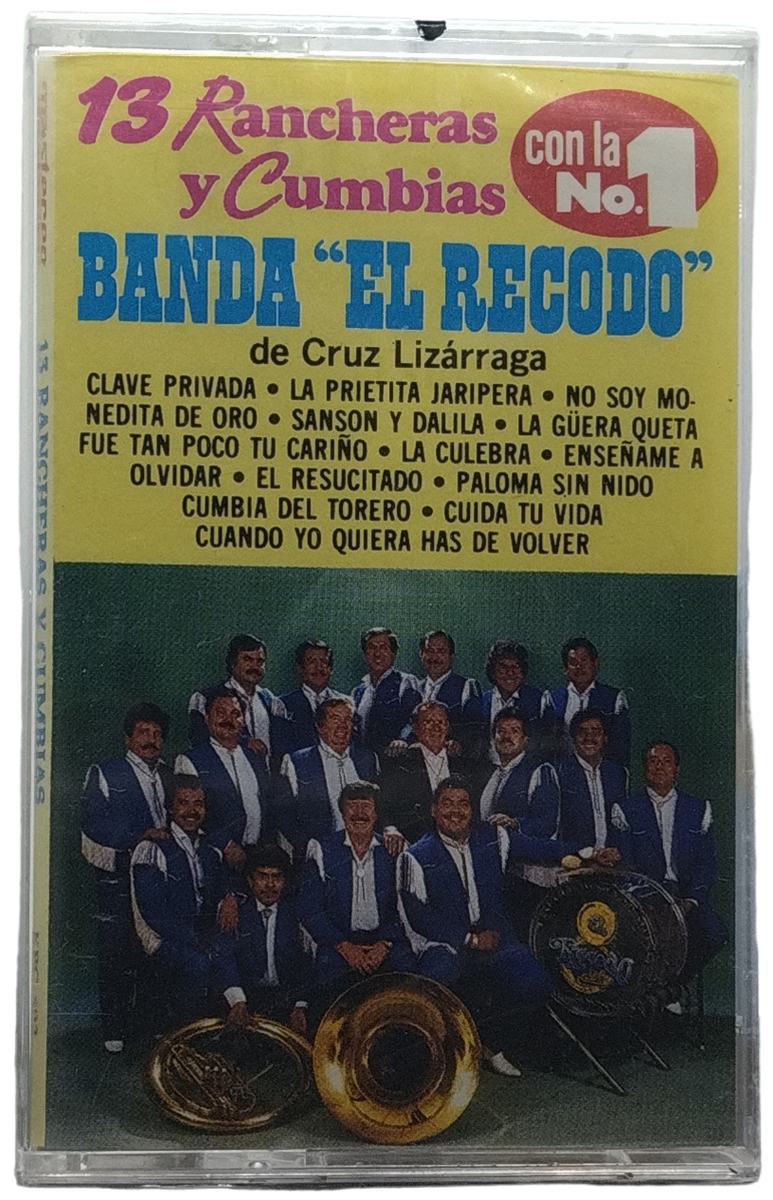 13 Rancheras
y Cumbias
con la
No. 1
BANDA “EL RECODO”
de Cruz Lizárraga
CLAVE PRIVADA • LA PRIETITA JARIPERA • NO SOY MO-
NEDITA DE ORO • SANSON Y DALILA • LA GÜERA QUETA
FUE TAN POCO TU CARIÑO • LA CULEBRA • ENSEÑAME A
OLVIDAR • EL RESUCITADO • PALOMA SIN NIDO
CUMBIA DEL TORERO • CUIDA TU VIDA
CUANDO YO QUIERA HAS DE VOLVER
13 RANCHERAS Y CUMBIAS